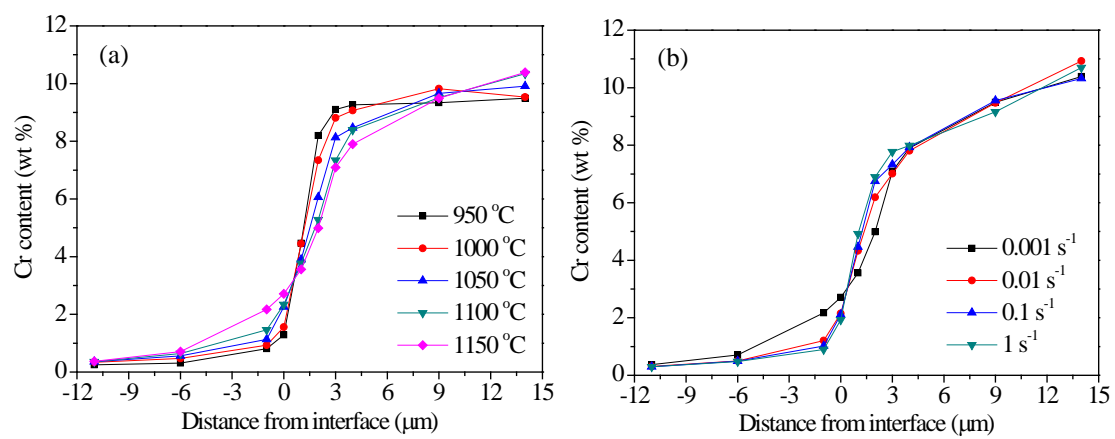 (a)
Cr content (wt %)
12
10
8
6
4
2
0
-12 -9 -6 -3 0 3 6 9 12 15
Distance from interface (μm)
950 °C
1000 °C
1050 °C
1100 °C
1150 °C
(b)
Cr content (wt %)
12
10
8
6
4
2
0
-12 -9 -6 -3 0 3 6 9 12 15
Distance from interface (μm)
0.001 s⁻¹
0.01 s⁻¹
0.1 s⁻¹
1 s⁻¹